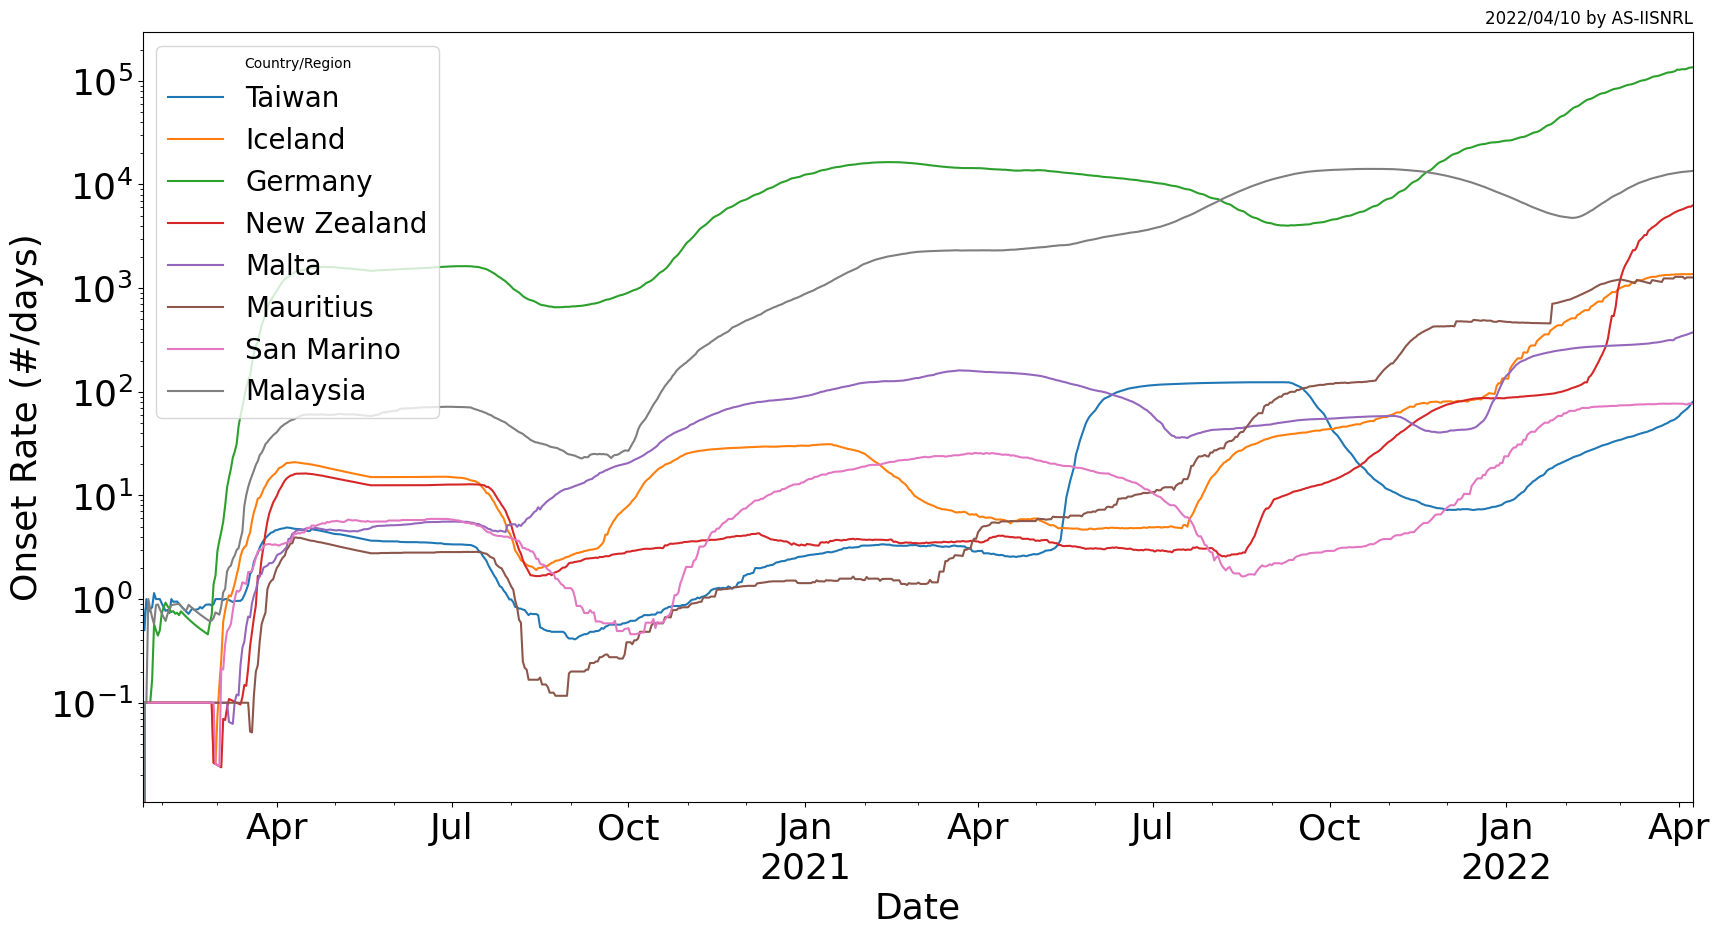 2022/04/10 by AS-IISNRL
Country/Region
Taiwan
Iceland
Germany
New Zealand
Malta
Mauritius
San Marino
Malaysia
Onset Rate (#/days)
10^5
10^4
10^3
10^2
10^1
10^0
10^−1
Apr Jul Oct Jan Apr Jul Oct Jan Apr
2021 2022
Date